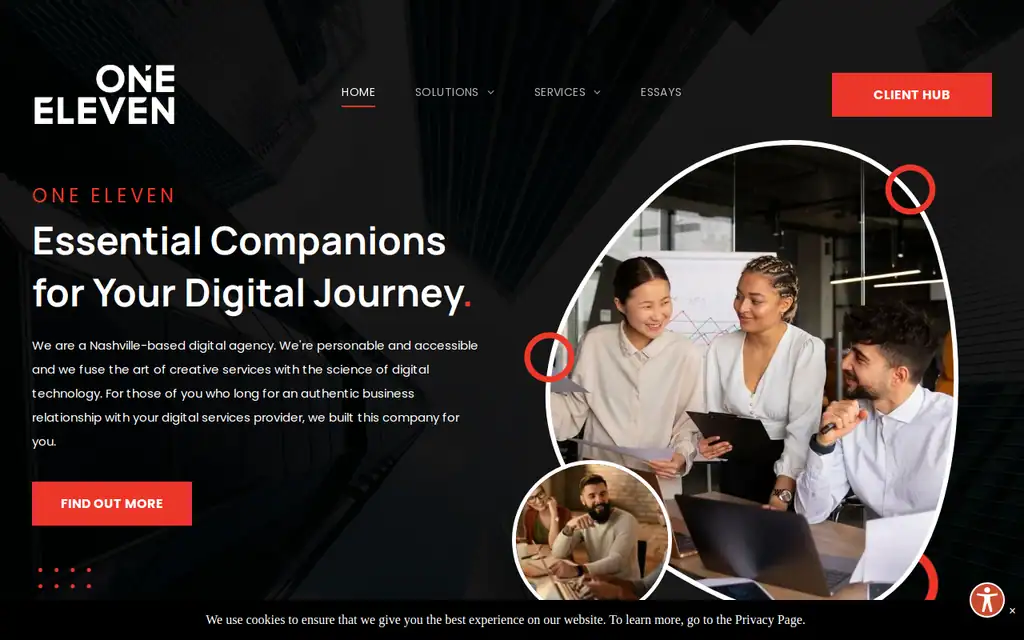 ONE
ELEVEN
HOME
SOLUTIONS
SERVICES
ESSAYS
CLIENT HUB
ONE ELEVEN
Essential Companions
for Your Digital Journey.
We are a Nashville-based digital agency. We're personable and accessible
and we fuse the art of creative services with the science of digital
technology. For those of you who long for an authentic business
relationship with your digital services provider, we built this company for
you.
FIND OUT MORE
We use cookies to ensure that we give you the best experience on our website. To learn more, go to the Privacy Page.
×